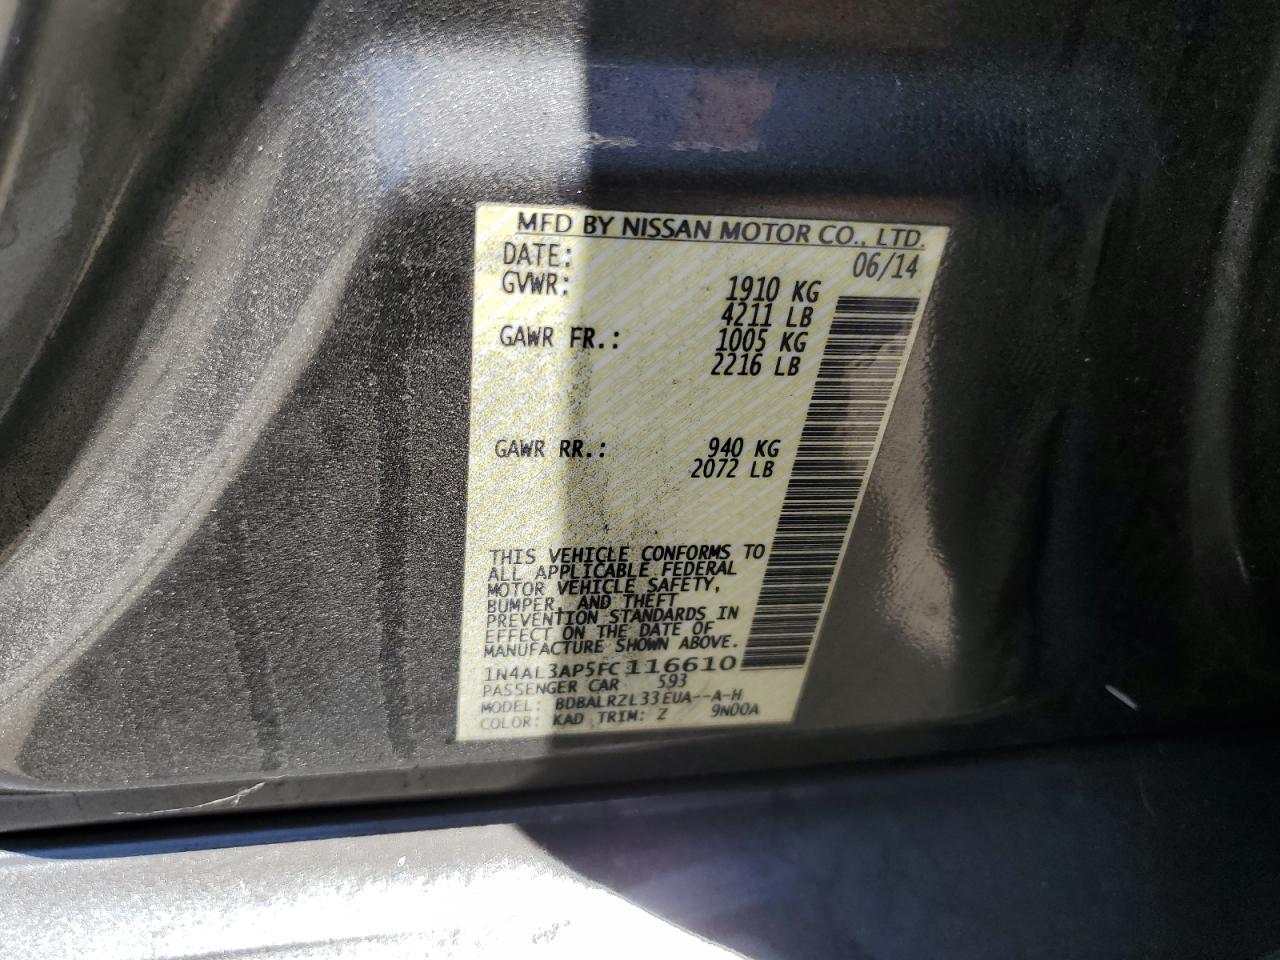 MFD BY NISSAN MOTOR CO., LTD.
DATE: 06/14
GVWR: 1910 KG
4211 LB
GAWR FR.: 1005 KG
2216 LB
GAWR RR.: 940 KG
2072 LB
THIS VEHICLE CONFORMS TO
ALL APPLICABLE FEDERAL
MOTOR VEHICLE SAFETY,
BUMPER, AND THEFT
PREVENTION STANDARDS IN
EFFECT ON THE DATE OF
MANUFACTURE SHOWN ABOVE.
1N4AL3AP5FC116610
PASSENGER CAR 593
MODEL: BDBALRZL33EUA--A-H
COLOR: KAD TRIM: Z 9N00A